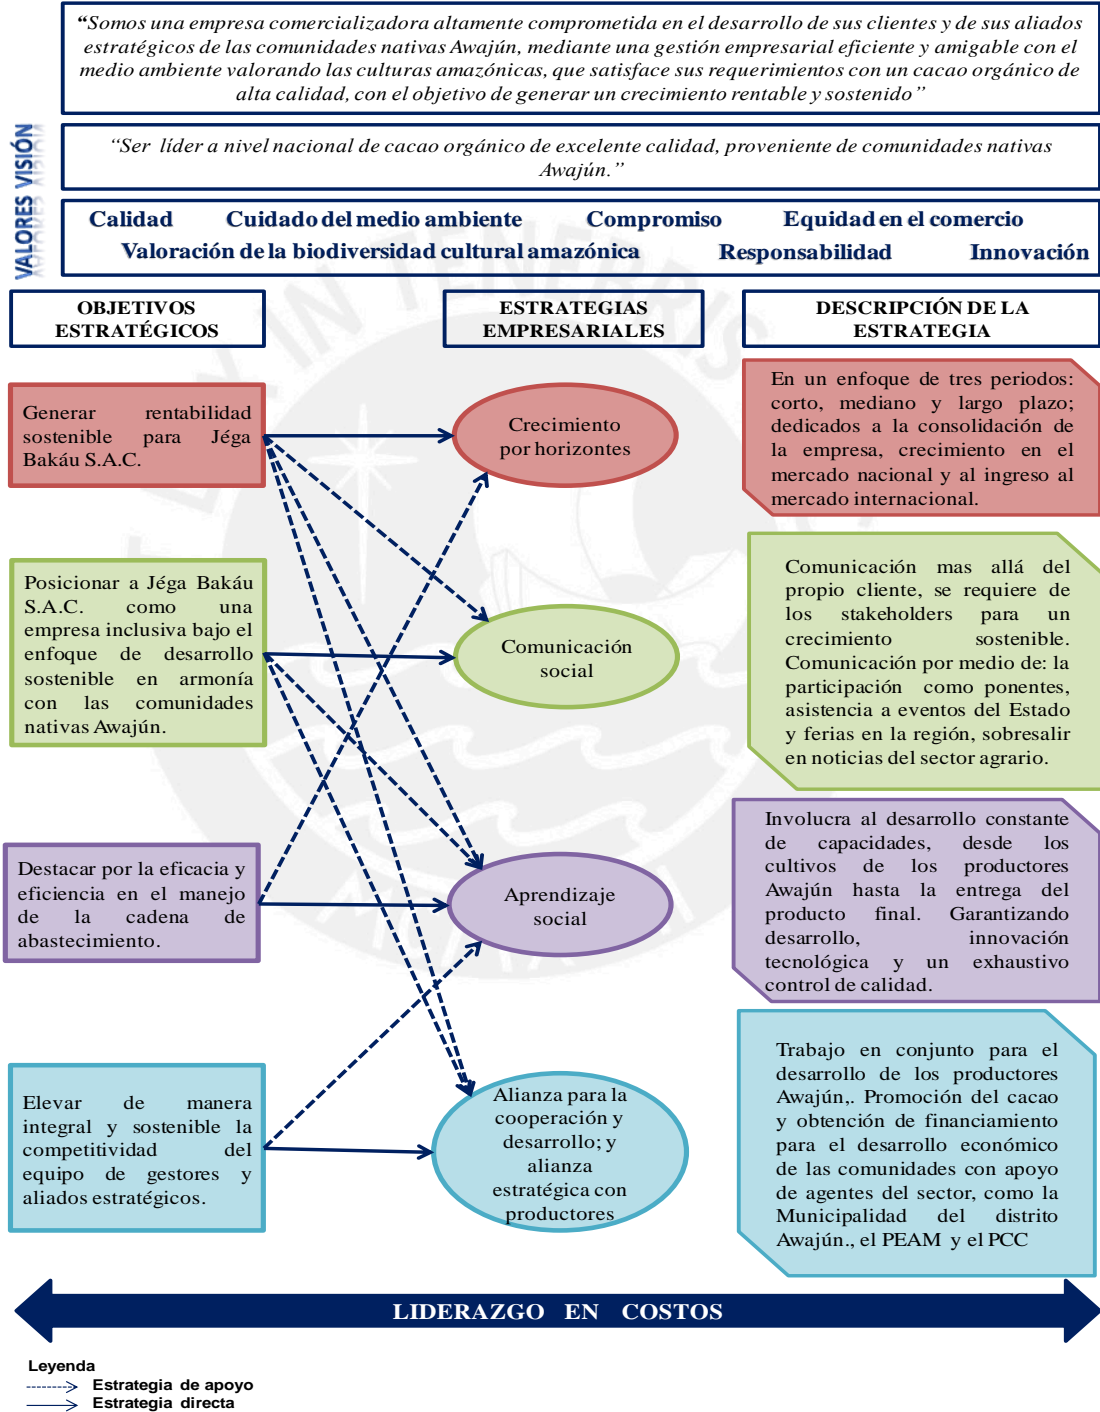 “Somos una empresa comercializadora altamente comprometida en el desarrollo de sus clientes y de sus aliados
estratégicos de las comunidades nativas Awajún, mediante una gestión empresarial eficiente y amigable con el
medio ambiente valorando las culturas amazónicas, que satisface sus requerimientos con un cacao orgánico de
alta calidad, con el objetivo de generar un crecimiento rentable y sostenido”
VISIÓN
“Ser líder a nivel nacional de cacao orgánico de excelente calidad, proveniente de comunidades nativas
Awajún.”
VALORES
Calidad Cuidado del medio ambiente Compromiso Equidad en el comercio
Valoración de la biodiversidad cultural amazónica Responsabilidad Innovación
OBJETIVOS
ESTRATÉGICOS
ESTRATEGIAS
EMPRESARIALES
DESCRIPCIÓN DE LA
ESTRATEGIA
Generar rentabilidad
sostenible para Jéga
Bakáu S.A.C.
Crecimiento
por horizontes
En un enfoque de tres periodos:
corto, mediano y largo plazo;
dedicados a la consolidación de
la empresa, crecimiento en el
mercado nacional y al ingreso al
mercado internacional.
Posicionar a Jéga Bakáu
S.A.C. como una
empresa inclusiva bajo el
enfoque de desarrollo
sostenible en armonía
con las comunidades
nativas Awajún.
Comunicación
social
Comunicación mas allá del
propio cliente, se requiere de
los stakeholders para un
crecimiento sostenible.
Comunicación por medio de: la
participación como ponentes,
asistencia a eventos del Estado
y ferias en la región, sobresalir
en noticias del sector agrario.
Destacar por la eficacia y
eficiencia en el manejo
de la cadena de
abastecimiento.
Aprendizaje
social
Involucra al desarrollo constante
de capacidades, desde los
cultivos de los productores
Awajún hasta la entrega del
producto final. Garantizando
desarrollo, innovación
tecnológica y un exhaustivo
control de calidad.
Elevar de manera
integral y sostenible la
competitividad del
equipo de gestores y
aliados estratégicos.
Alianza para la
cooperación y
desarrollo; y
alianza
estratégica con
productores
Trabajo en conjunto para el
desarrollo de los productores
Awajún,. Promoción del cacao
y obtención de financiamiento
para el desarrollo económico
de las comunidades con apoyo
de agentes del sector, como la
Municipalidad del distrito
Awajún., el PEAM y el PCC
LIDERAZGO EN COSTOS
Leyenda
Estrategia de apoyo
Estrategia directa